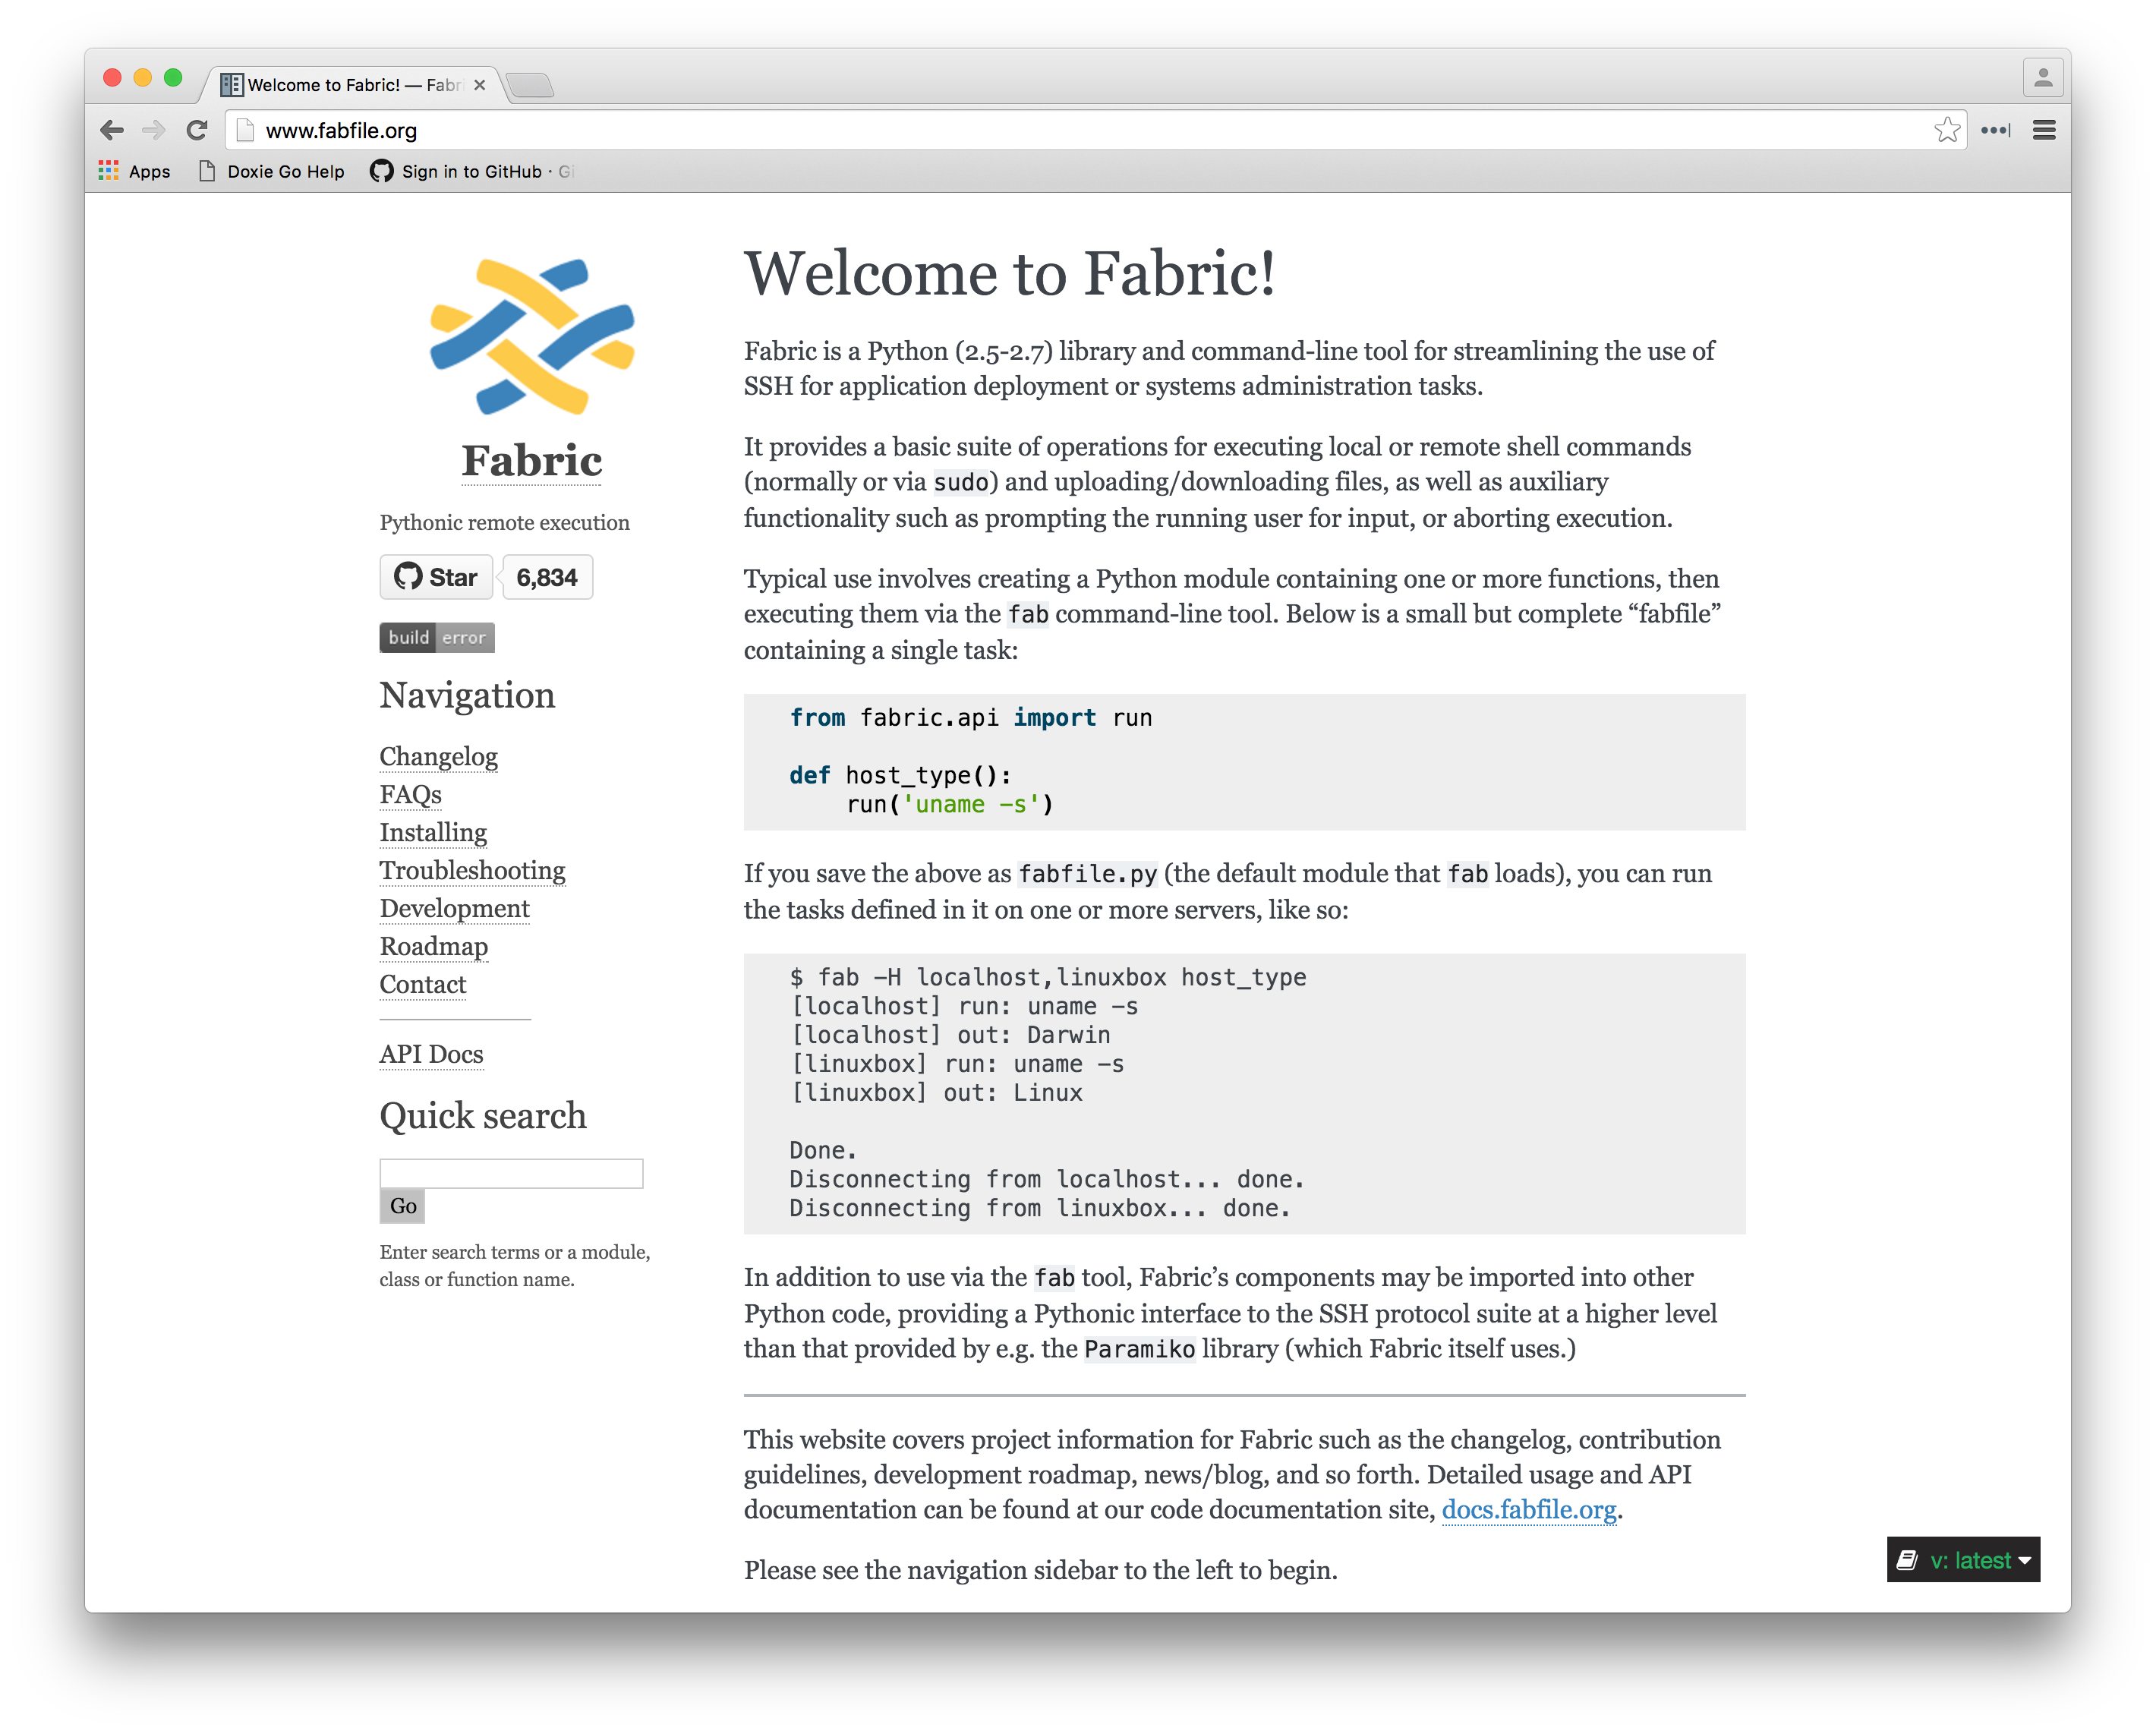 Welcome to Fabric! — Fabr
www.fabfile.org
Apps
Doxie Go Help
Sign in to GitHub · Gi
Fabric
Pythonic remote execution
Star 6,834
build error
Navigation
Changelog
FAQs
Installing
Troubleshooting
Development
Roadmap
Contact
API Docs
Quick search
Go
Enter search terms or a module,
class or function name.
Welcome to Fabric!
Fabric is a Python (2.5-2.7) library and command-line tool for streamlining the use of
SSH for application deployment or systems administration tasks.
It provides a basic suite of operations for executing local or remote shell commands
(normally or via sudo) and uploading/downloading files, as well as auxiliary
functionality such as prompting the running user for input, or aborting execution.
Typical use involves creating a Python module containing one or more functions, then
executing them via the fab command-line tool. Below is a small but complete “fabfile”
containing a single task:
from fabric.api import run
def host_type():
    run('uname -s')
If you save the above as fabfile.py (the default module that fab loads), you can run
the tasks defined in it on one or more servers, like so:
$ fab -H localhost,linuxbox host_type
[localhost] run: uname -s
[localhost] out: Darwin
[linuxbox] run: uname -s
[linuxbox] out: Linux
Done.
Disconnecting from localhost... done.
Disconnecting from linuxbox... done.
In addition to use via the fab tool, Fabric’s components may be imported into other
Python code, providing a Pythonic interface to the SSH protocol suite at a higher level
than that provided by e.g. the Paramiko library (which Fabric itself uses.)
This website covers project information for Fabric such as the changelog, contribution
guidelines, development roadmap, news/blog, and so forth. Detailed usage and API
documentation can be found at our code documentation site, docs.fabfile.org.
Please see the navigation sidebar to the left to begin.
v: latest